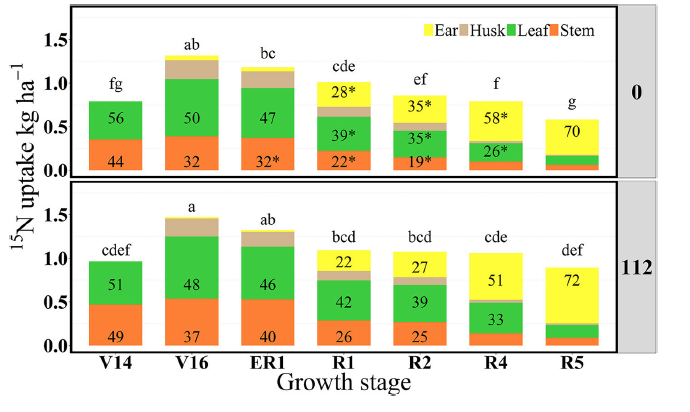 Ear Husk Leaf Stem
ab
bc
cde
ef
f
fg
g
1.5
1.0
0.5
0.0
56 50 47 28* 35* 58* 70
39* 35* 26*
44 32 32* 22* 19*
0
15N uptake kg ha−1
a
ab
bcd
bcd
cde
def
cdef
1.5
1.0
0.5
0.0
51 48 46 22 27 51 72
42 39 33
49 37 40 26 25
112
V14 V16 ER1 R1 R2 R4 R5
Growth stage